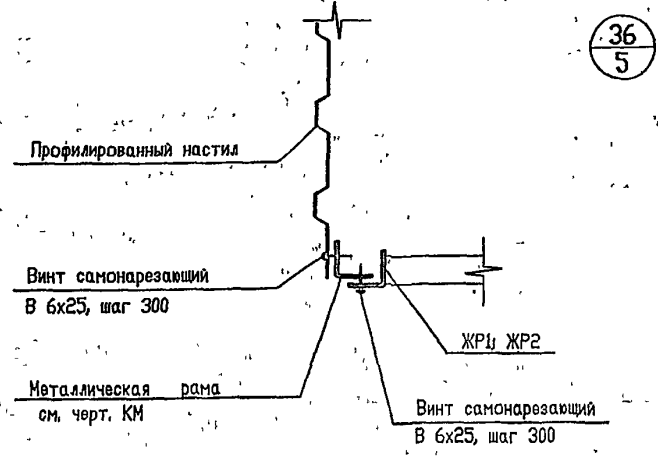 36
5
Профилированный настил
Винт самонарезающий
В 6х25, шаг 300
ЖР1; ЖР2
Металлическая рама
см. черт. КМ
Винт самонарезающий
В 6х25, шаг 300